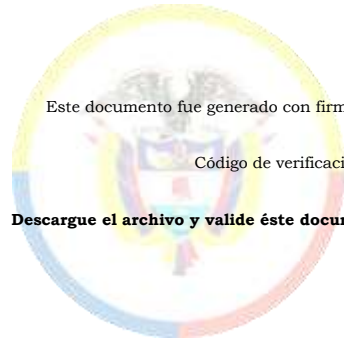 Este documento fue generado con firm
Código de verificaci
Descargue el archivo y valide éste docu